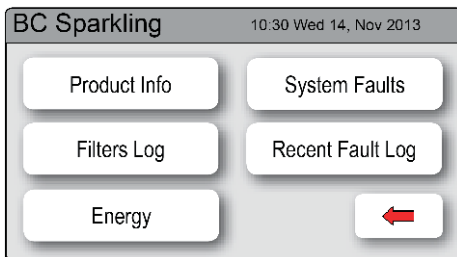 BC Sparkling 10:30 Wed 14, Nov 2013
Product Info System Faults
Filters Log Recent Fault Log
Energy